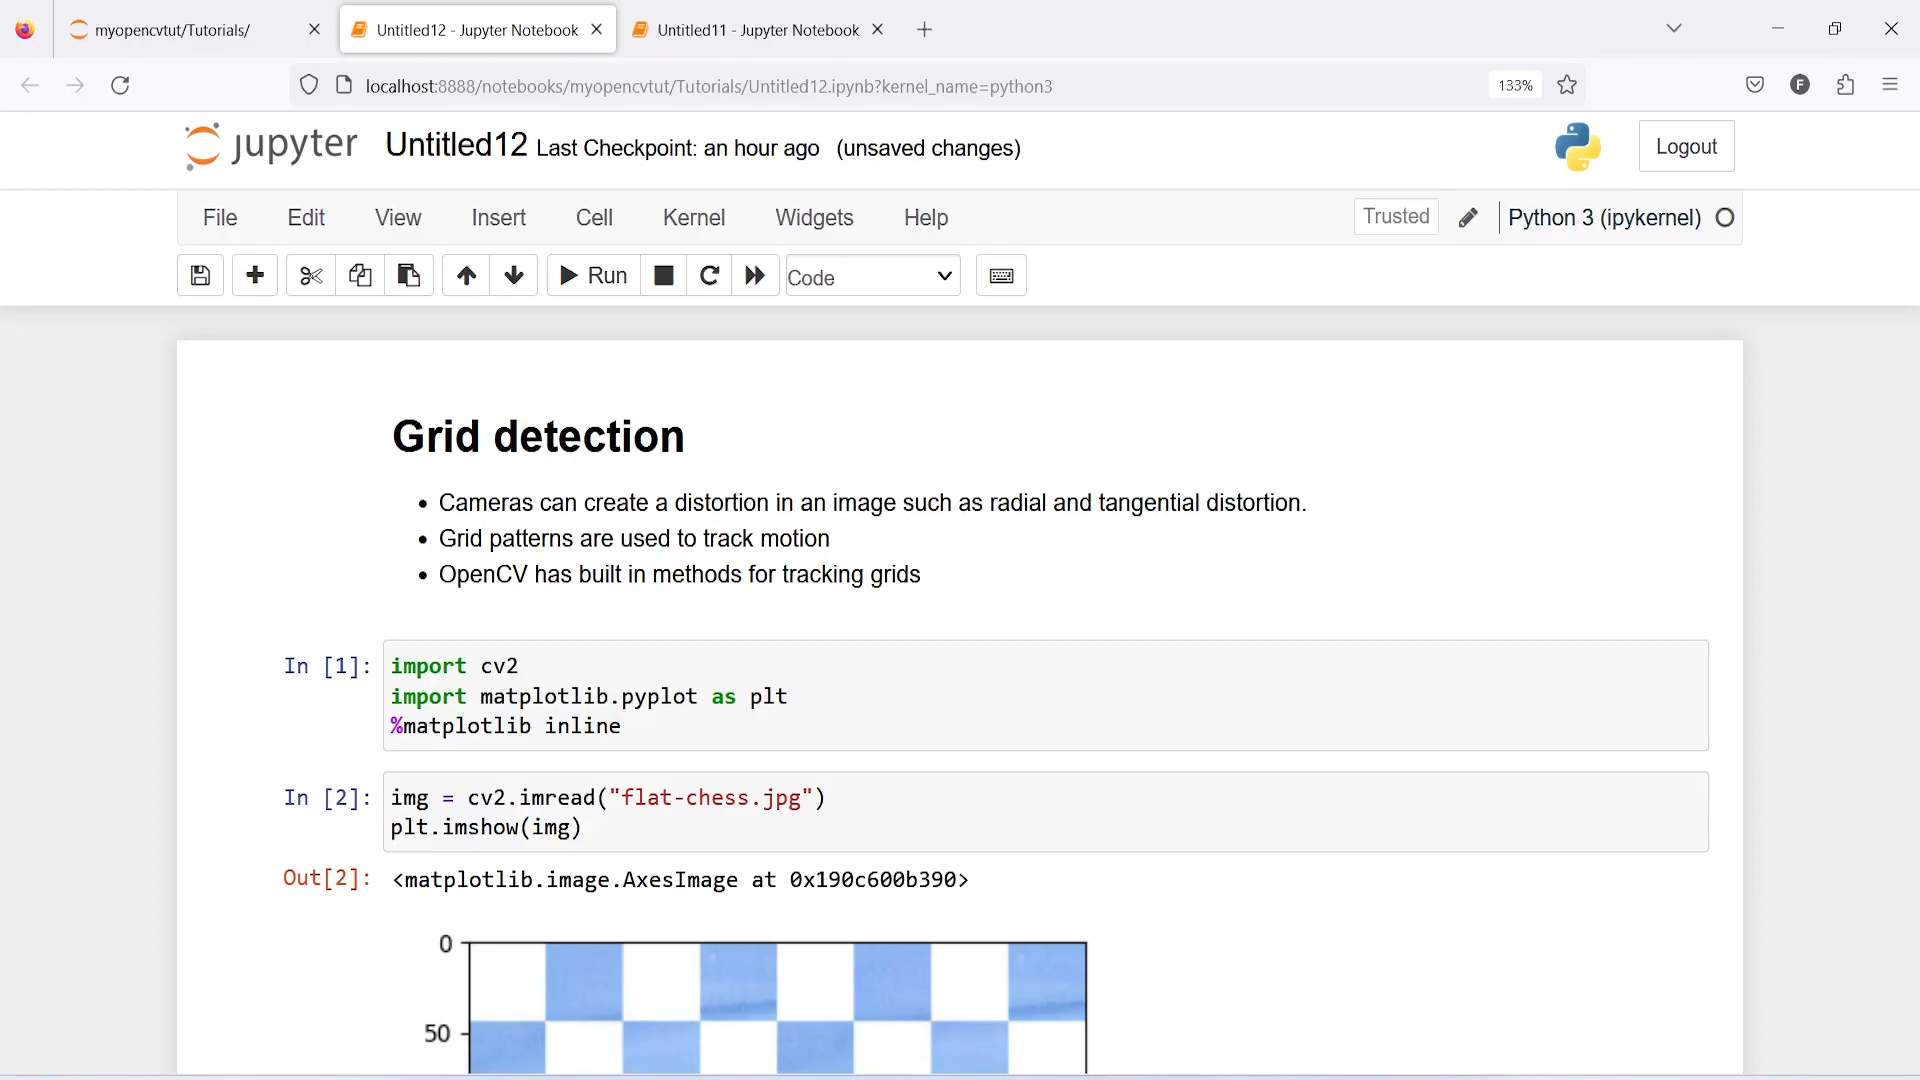 myopencvtut/Tutorials/
Untitled12 - Jupyter Notebook
Untitled11 - Jupyter Notebook
localhost:8888/notebooks/myopencvtut/Tutorials/Untitled12.ipynb?kernel_name=python3
133%
F
jupyter Untitled12 Last Checkpoint: an hour ago (unsaved changes)
Logout
File Edit View Insert Cell Kernel Widgets Help
Trusted
Python 3 (ipykernel)
Run
Code
Grid detection
• Cameras can create a distortion in an image such as radial and tangential distortion.
• Grid patterns are used to track motion
• OpenCV has built in methods for tracking grids
In [1]: import cv2
import matplotlib.pyplot as plt
%matplotlib inline
In [2]: img = cv2.imread("flat-chess.jpg")
plt.imshow(img)
Out[2]: <matplotlib.image.AxesImage at 0x190c600b390>
0
50